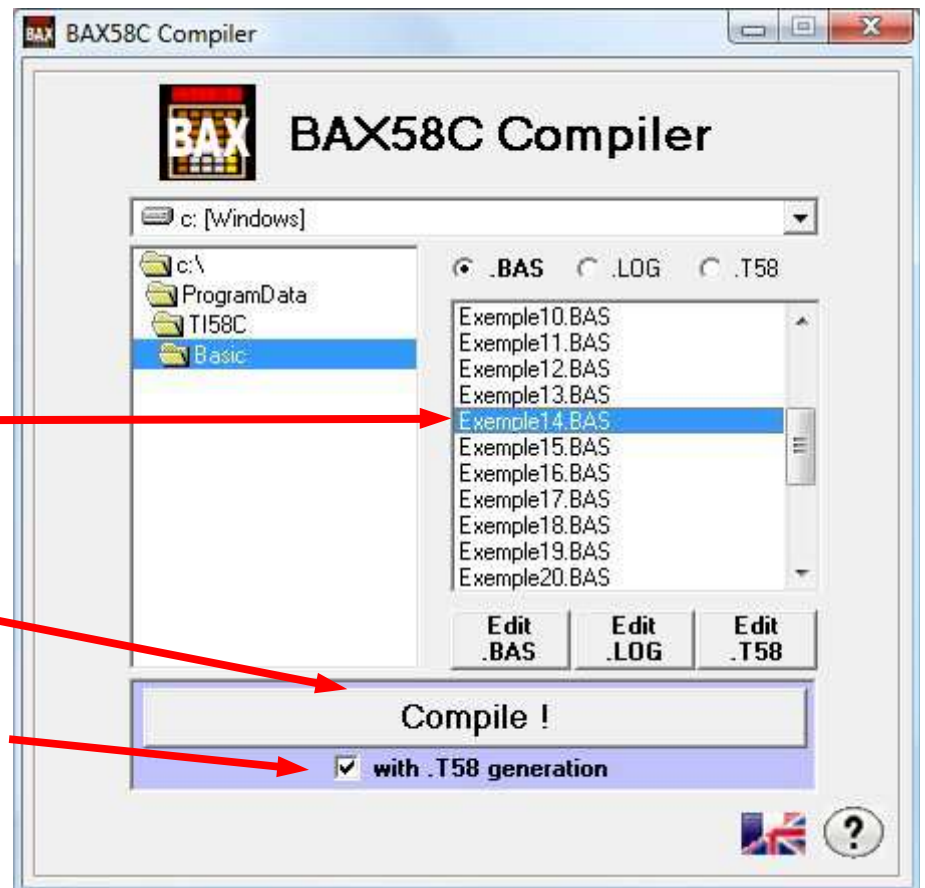 BAX58C Compiler
BAX
BAX58C Compiler
c: [Windows]
c:\
ProgramData
TI58C
Basic
.BAS .LOG .T58
Exemple10.BAS
Exemple11.BAS
Exemple12.BAS
Exemple13.BAS
Exemple14.BAS
Exemple15.BAS
Exemple16.BAS
Exemple17.BAS
Exemple18.BAS
Exemple19.BAS
Exemple20.BAS
Edit .BAS
Edit .LOG
Edit .T58
Compile !
with .T58 generation
?